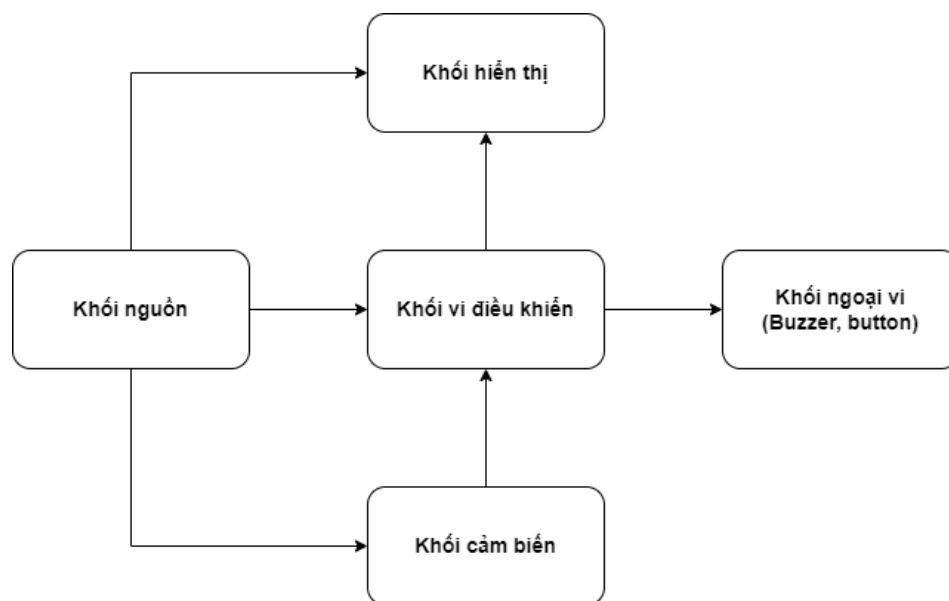 Khối hiển thị
Khối nguồn
Khối vi điều khiển
Khối ngoại vi
(Buzzer, button)
Khối cảm biến